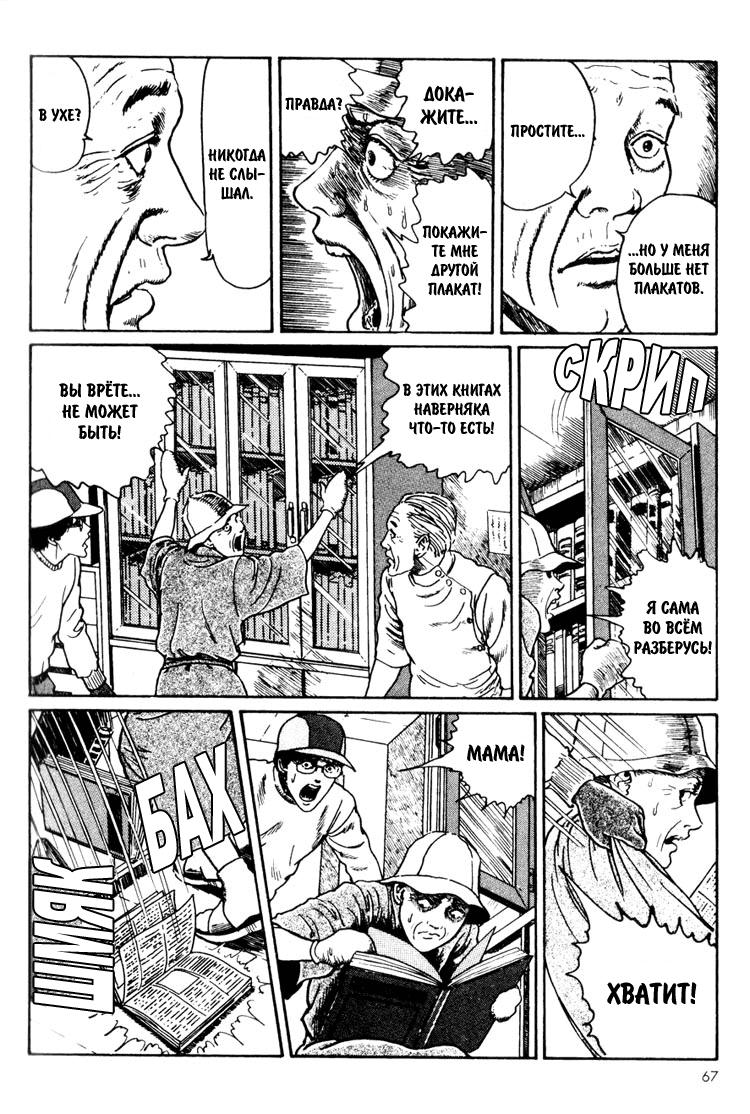 В УХЕ?
НИКОГДА
НЕ СЛЫ-
ШАЛ.
ПРАВДА?
ДОКА-
ЖИТЕ...
ПОКАЖИ-
ТЕ МНЕ
ДРУГОЙ
ПЛАКАТ!
ПРОСТИТЕ...
...НО У МЕНЯ
БОЛЬШЕ НЕТ
ПЛАКАТОВ.
ВЫ ВРЁТЕ...
НЕ МОЖЕТ
БЫТЬ!
В ЭТИХ КНИГАХ
НАВЕРНЯКА
ЧТО-ТО ЕСТЬ!
СКРИП
Я САМА
ВО ВСЁМ
РАЗБЕРУСЬ!
БАХ
ШМЯК
МАМА!
ХВАТИТ!
67